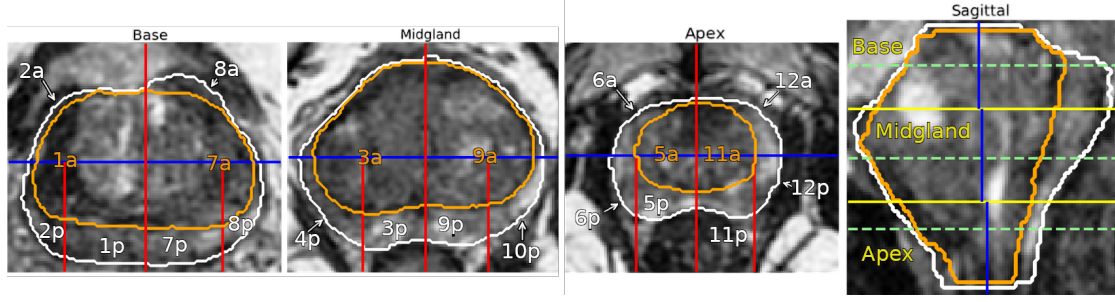 Base
2a
8a
1a
7a
2p
1p
7p
8p
Midgland
3a
9a
4p
3p
9p
10p
Apex
6a
12a
5a
11a
6p
5p
11p
12p
Sagittal
Base
Midgland
Apex